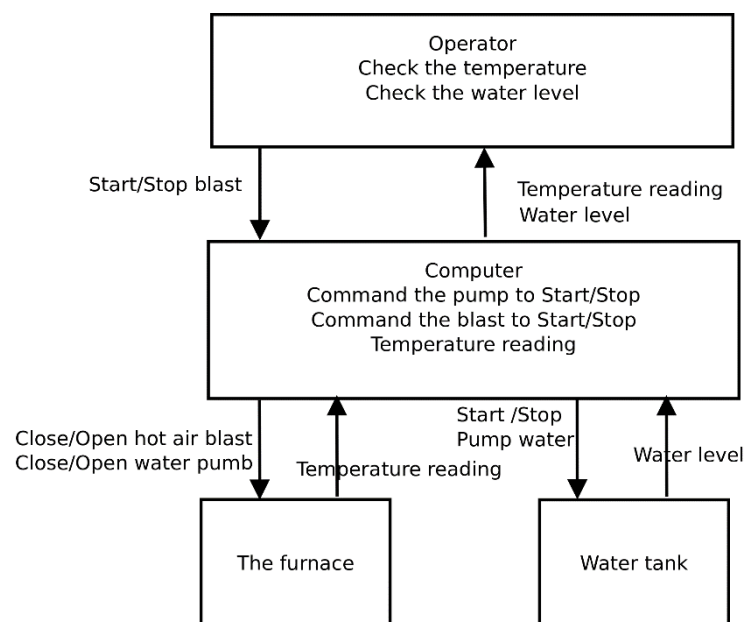 Operator
Check the temperature
Check the water level
Start/Stop blast
Temperature reading
Water level
Computer
Command the pump to Start/Stop
Command the blast to Start/Stop
Temperature reading
Close/Open hot air blast
Close/Open water pumb
Temperature reading
Start /Stop
Pump water
Water level
The furnace
Water tank